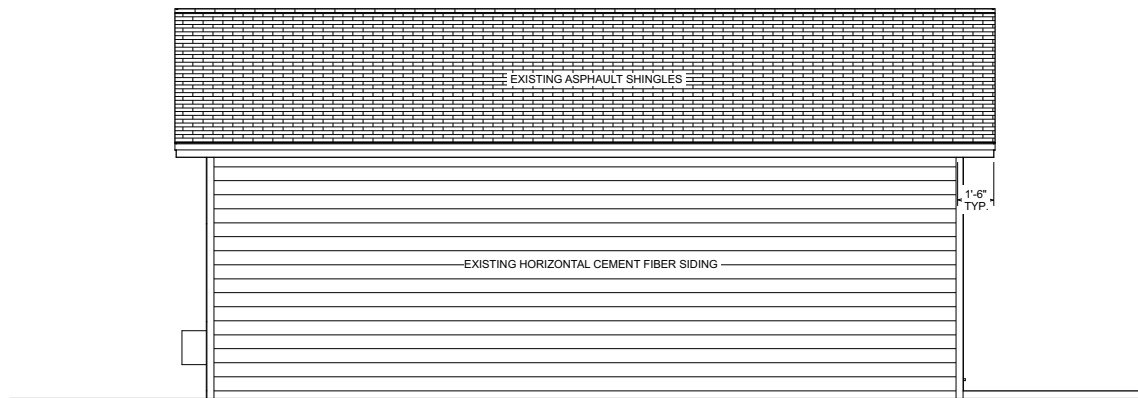 EXISTING ASPHAULT SHINGLES
1'-6"
TYP.
EXISTING HORIZONTAL CEMENT FIBER SIDING